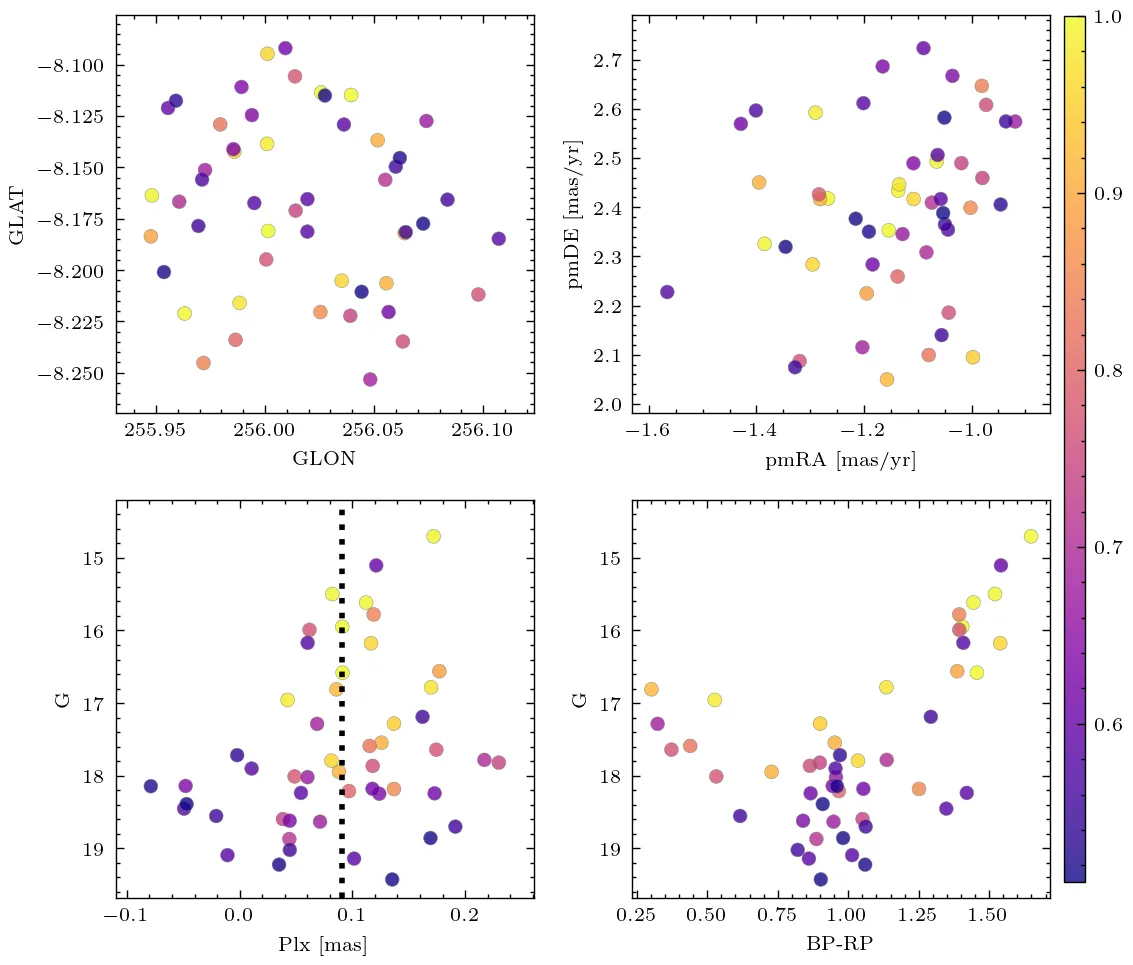 −8.100
−8.125
−8.150
−8.175
−8.200
−8.225
−8.250
GLAT
255.95 256.00 256.05 256.10
GLON
2.7
2.6
2.5
2.4
2.3
2.2
2.1
2.0
pmDE [mas/yr]
−1.6 −1.4 −1.2 −1.0
pmRA [mas/yr]
1.0
0.9
0.8
0.7
0.6
15
16
17
18
19
G
−0.1 0.0 0.1 0.2
Plx [mas]
15
16
17
18
19
G
0.25 0.50 0.75 1.00 1.25 1.50
BP-RP